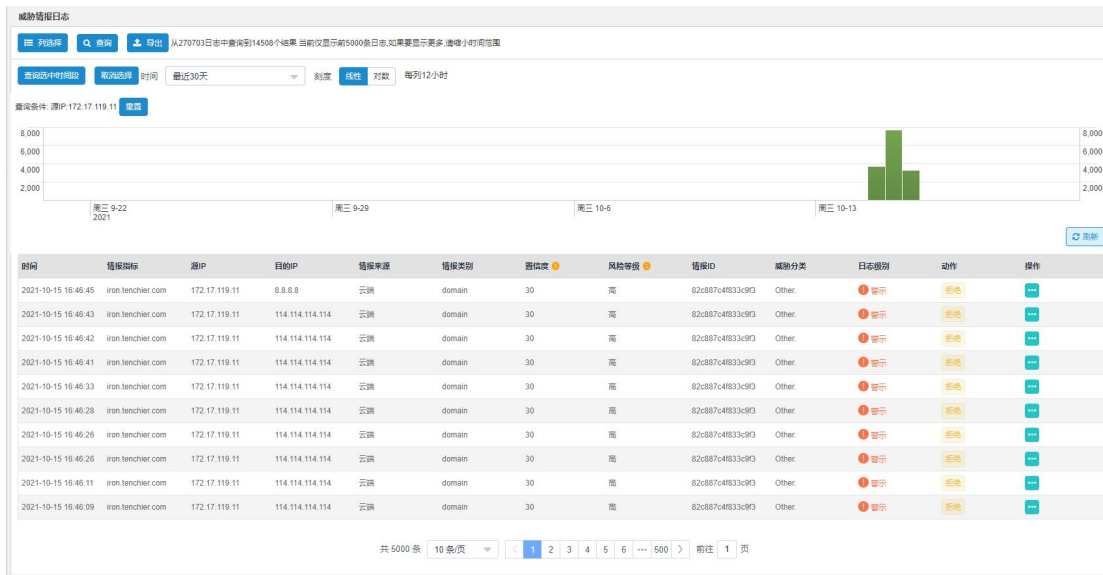 威胁情报日志
列选择 查询 导出 从270703日志中查询到14508个结果 当前仅显示前5000条日志,如果要显示更多,请缩小时间范围
查询选中时间段 取消选择 时间 最近30天 刻度 线性 对数 每列12小时
查询条件: 源IP:172.17.119.11 重置
8,000 8,000
6,000 6,000
4,000 4,000
2,000 2,000
周三 9-22 周三 9-29 周三 10-6 周三 10-13
2021
刷新
时间 情报指标 源IP 目的IP 情报来源 情报类别 置信度 风险等级 情报ID 威胁分类 日志级别 动作 操作
2021-10-15 16:46:45 iron.tenchier.com 172.17.119.11 8.8.8.8 云端 domain 30 高 82c887c4f833c9f3 Other. 警示 拒绝
2021-10-15 16:46:43 iron.tenchier.com 172.17.119.11 114.114.114.114 云端 domain 30 高 82c887c4f833c9f3 Other. 警示 拒绝
2021-10-15 16:46:42 iron.tenchier.com 172.17.119.11 114.114.114.114 云端 domain 30 高 82c887c4f833c9f3 Other. 警示 拒绝
2021-10-15 16:46:41 iron.tenchier.com 172.17.119.11 114.114.114.114 云端 domain 30 高 82c887c4f833c9f3 Other. 警示 拒绝
2021-10-15 16:46:33 iron.tenchier.com 172.17.119.11 114.114.114.114 云端 domain 30 高 82c887c4f833c9f3 Other. 警示 拒绝
2021-10-15 16:46:28 iron.tenchier.com 172.17.119.11 114.114.114.114 云端 domain 30 高 82c887c4f833c9f3 Other. 警示 拒绝
2021-10-15 16:46:26 iron.tenchier.com 172.17.119.11 114.114.114.114 云端 domain 30 高 82c887c4f833c9f3 Other. 警示 拒绝
2021-10-15 16:46:26 iron.tenchier.com 172.17.119.11 114.114.114.114 云端 domain 30 高 82c887c4f833c9f3 Other. 警示 拒绝
2021-10-15 16:46:11 iron.tenchier.com 172.17.119.11 114.114.114.114 云端 domain 30 高 82c887c4f833c9f3 Other. 警示 拒绝
2021-10-15 16:46:09 iron.tenchier.com 172.17.119.11 114.114.114.114 云端 domain 30 高 82c887c4f833c9f3 Other. 警示 拒绝
共 5000 条 10 条/页 < 1 2 3 4 5 6 ••• 500 > 前往 1 页